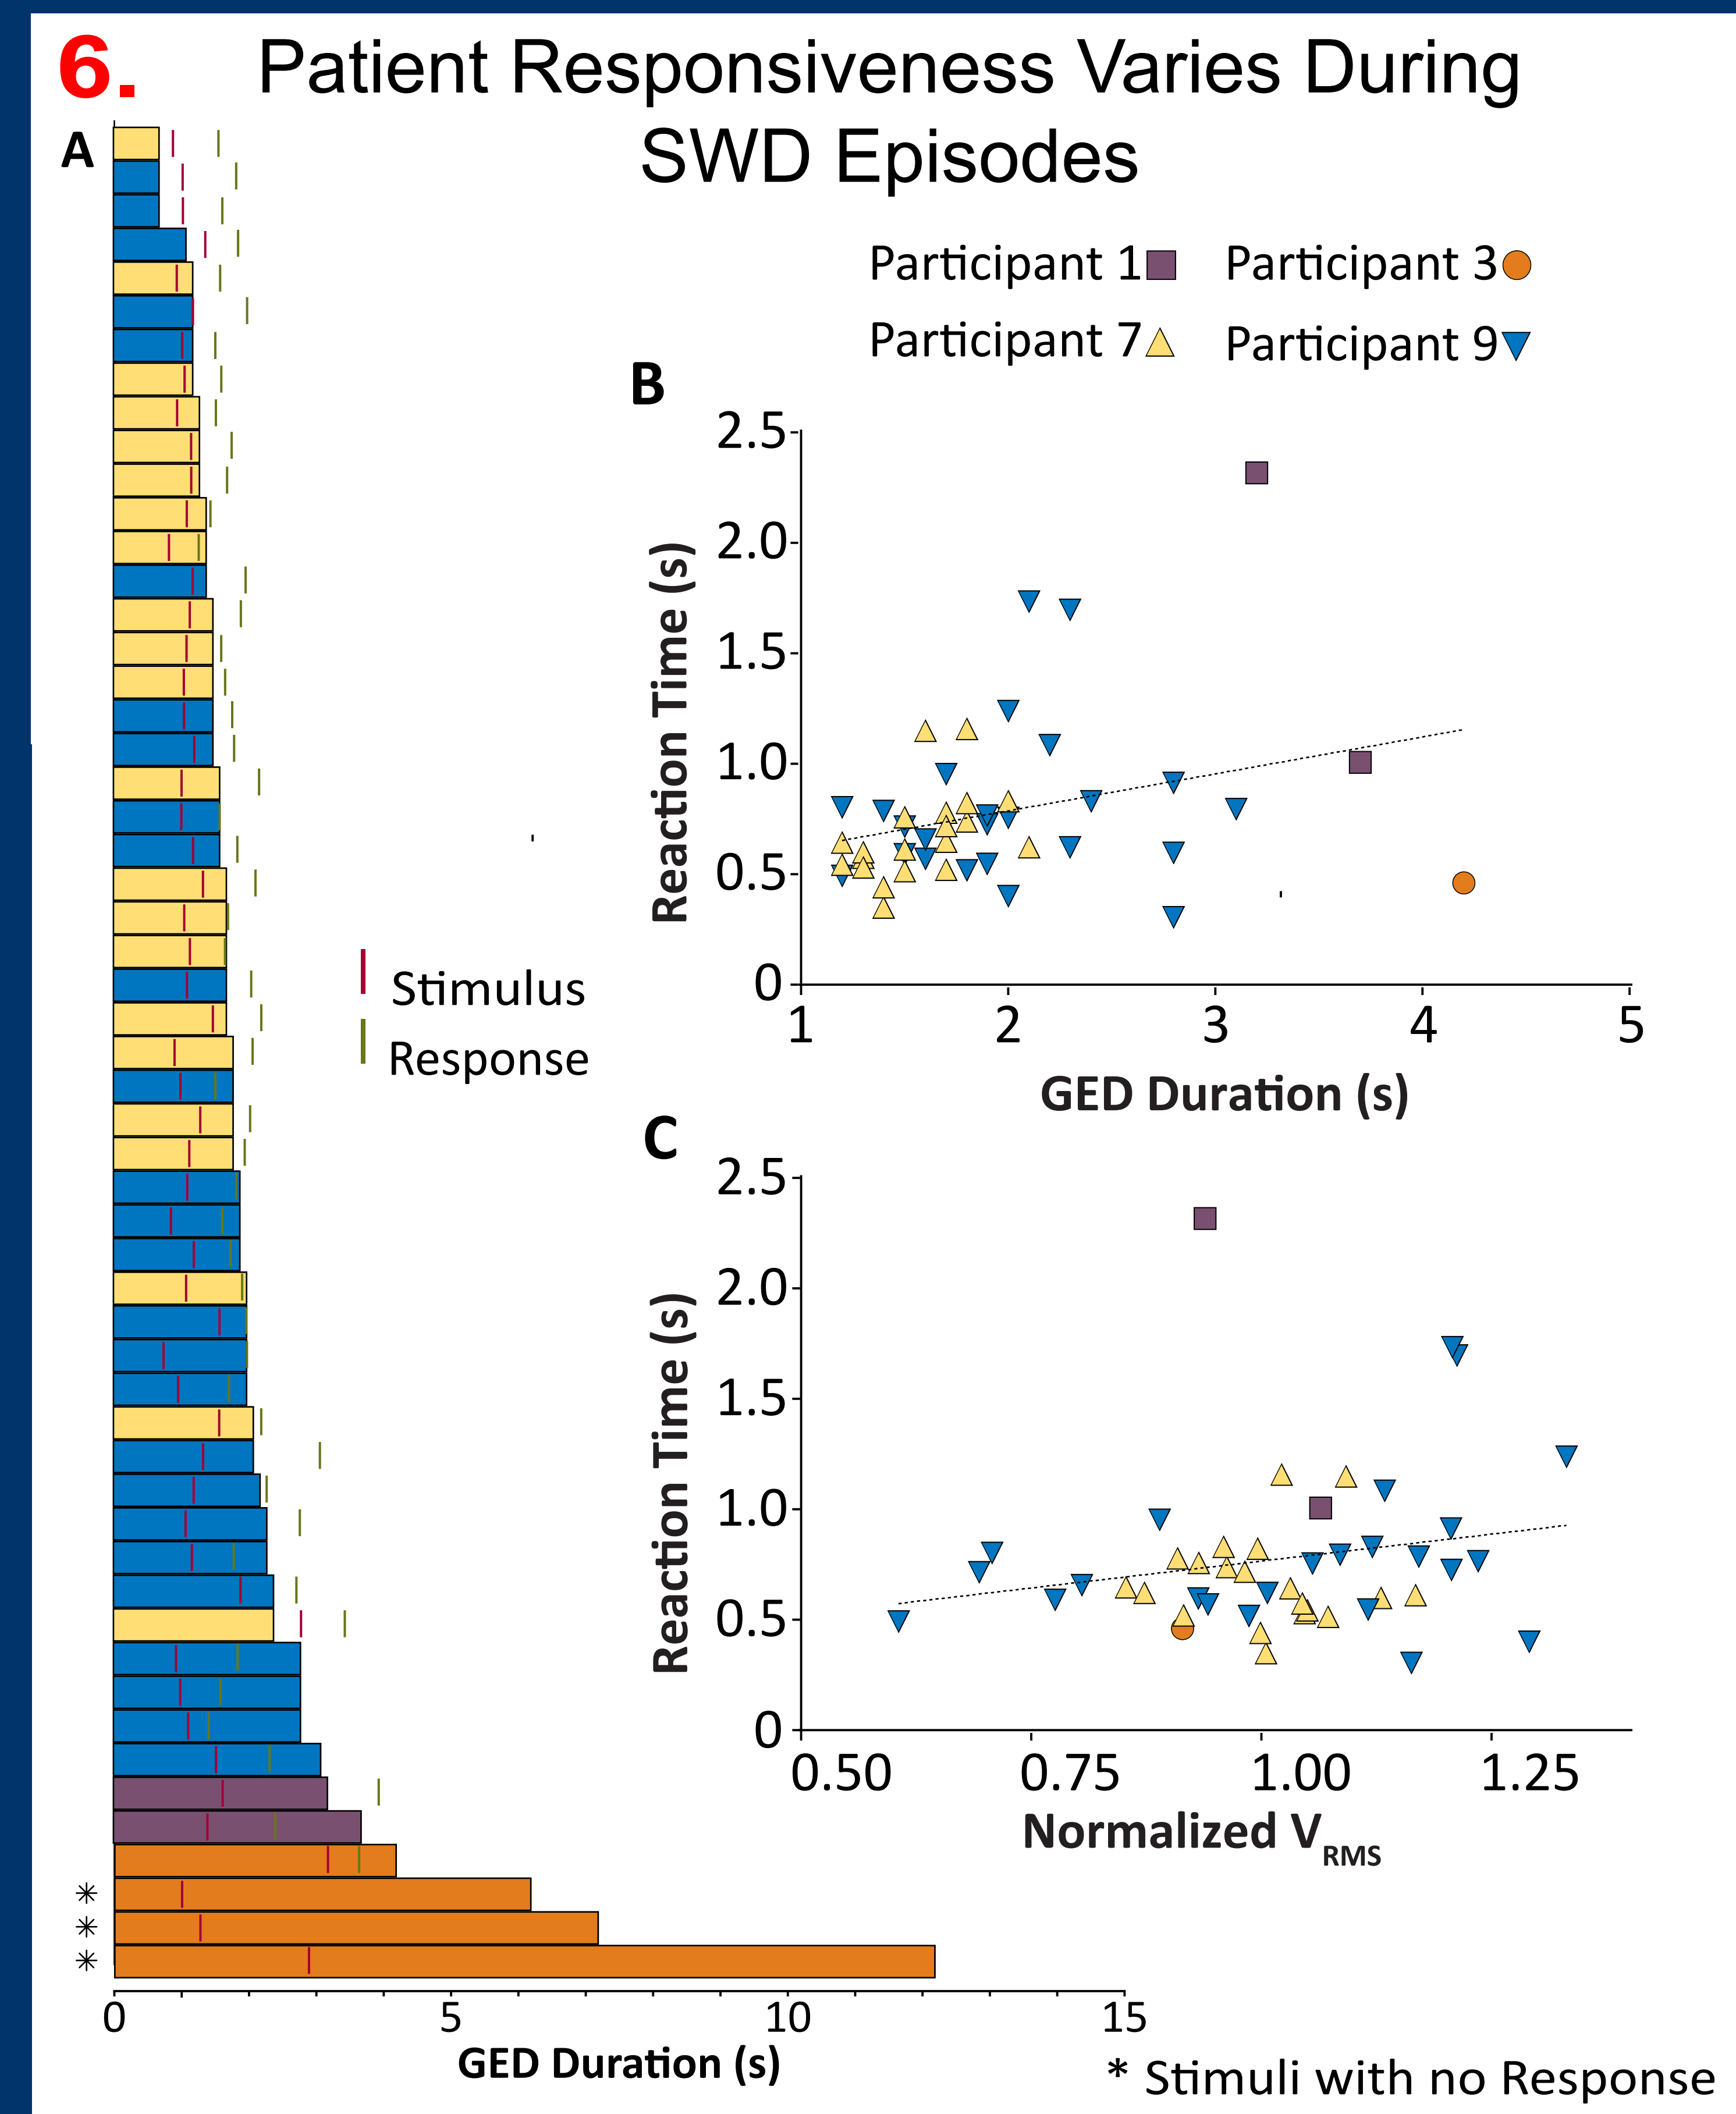 6. Patient Responsiveness Varies During
SWD Episodes
A
Participant 1 Participant 3
Participant 7 Participant 9
B
2.5
2.0
1.5
1.0
0.5
0
Reaction Time (s)
1 2 3 4 5
GED Duration (s)
Stimulus
Response
C
2.5
2.0
1.5
1.0
0.5
0
Reaction Time (s)
0.50 0.75 1.00 1.25
Normalized VRMS
* 
* 
* 
0 5 10 15
GED Duration (s)
* Stimuli with no Response